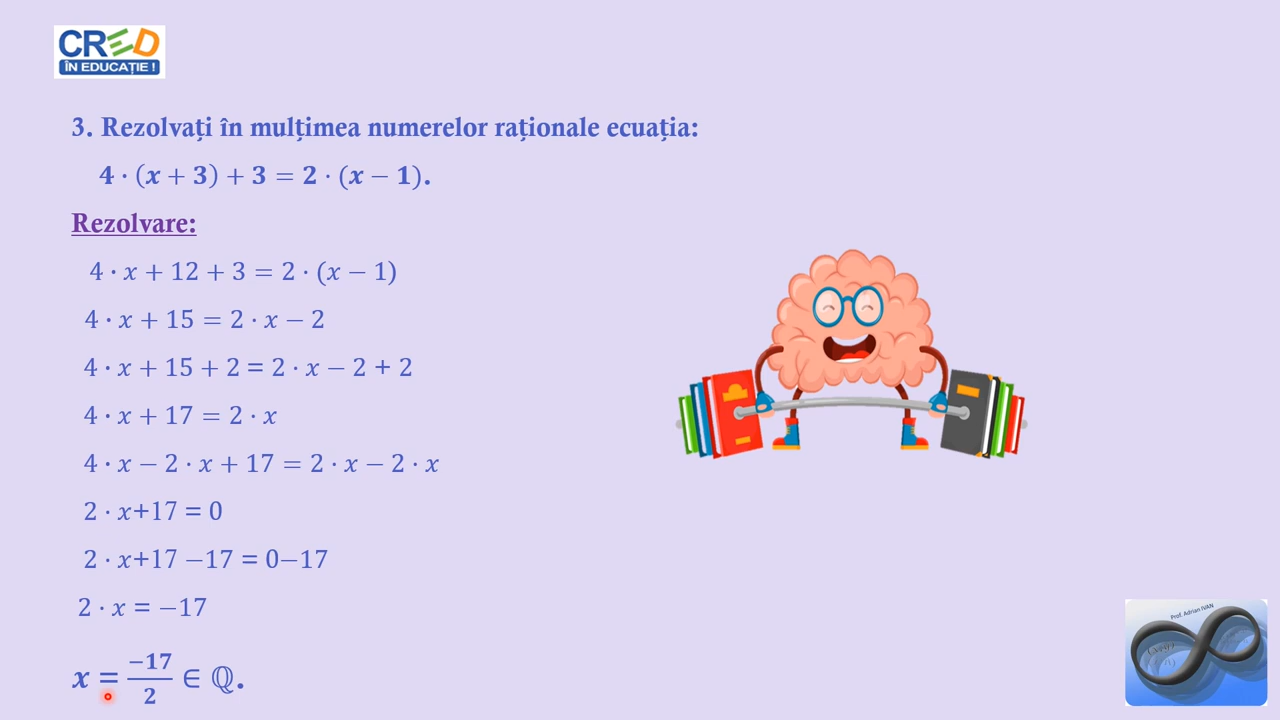 CRED
ÎN EDUCAȚIE !
3. Rezolvați în mulțimea numerelor raționale ecuația:
4 · (x + 3) + 3 = 2 · (x − 1).
Rezolvare:
4 · x + 12 + 3 = 2 · (x − 1)
4 · x + 15 = 2 · x − 2
4 · x + 15 + 2 = 2 · x − 2 + 2
4 · x + 17 = 2 · x
4 · x − 2 · x + 17 = 2 · x − 2 · x
2 · x+17 = 0
2 · x+17 −17 = 0−17
2 · x = −17
x = −17/2 ∈ ℚ.
Prof. Adrian IVAN